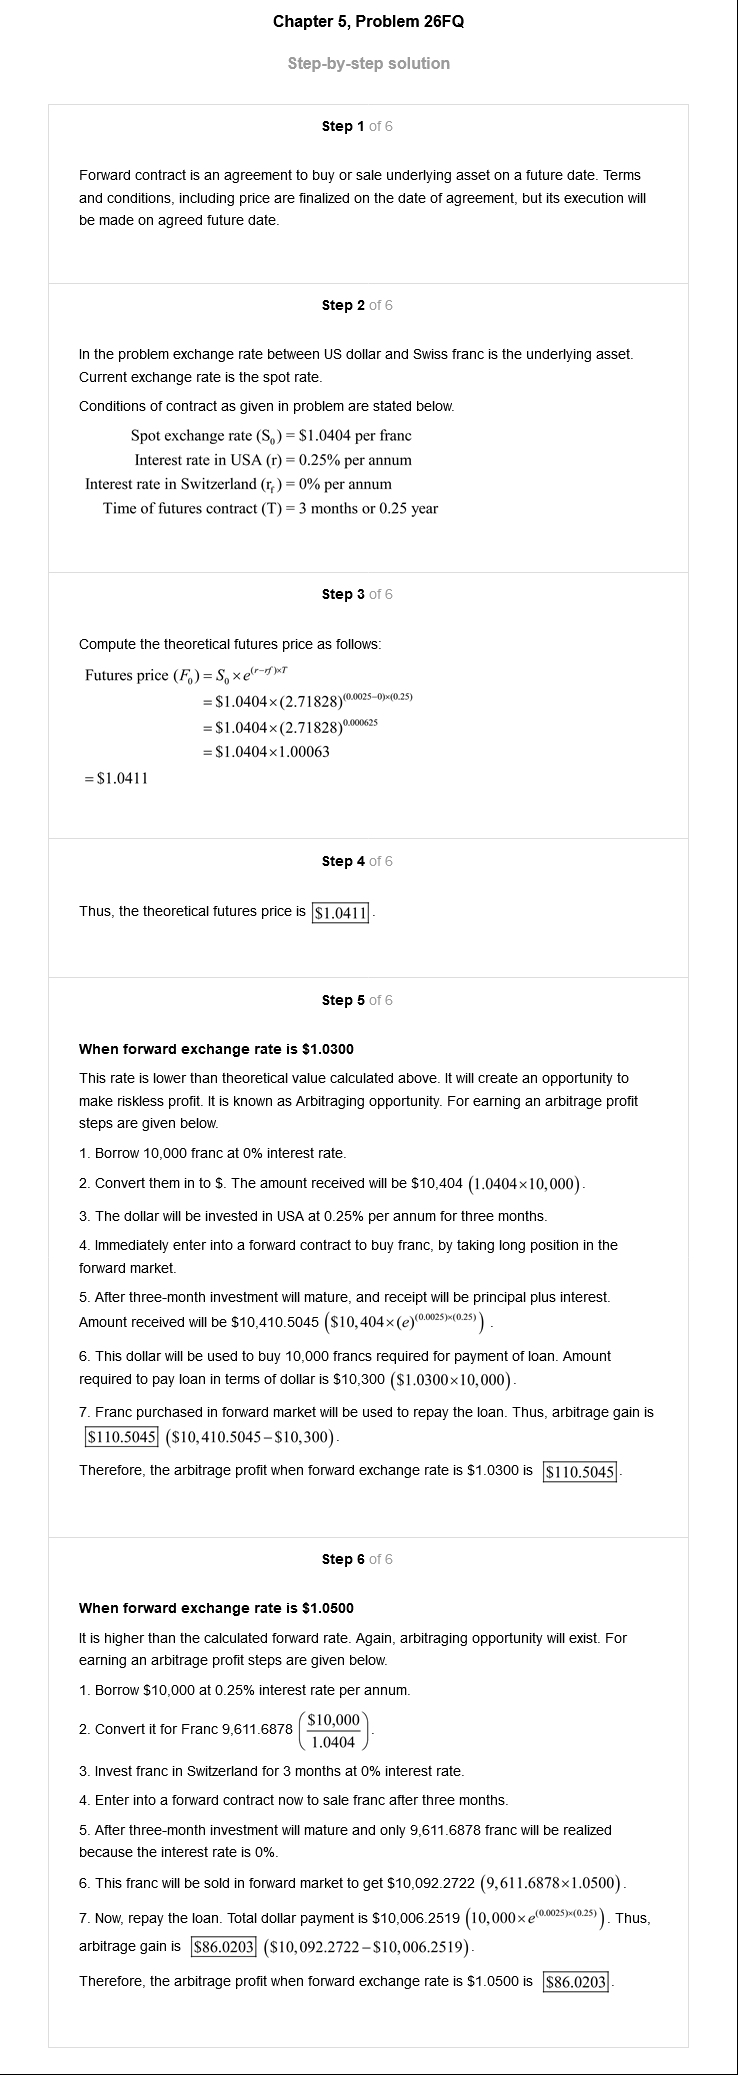 Chapter 5, Problem 26FQ
Step-by-step solution
Step 1 of 6
Forward contract is an agreement to buy or sale underlying asset on a future date. Terms
and conditions, including price are finalized on the date of agreement, but its execution will
be made on agreed future date.
Step 2 of 6
In the problem exchange rate between US dollar and Swiss franc is the underlying asset.
Current exchange rate is the spot rate.
Conditions of contract as given in problem are stated below.
Spot exchange rate (S₀) = $1.0404 per franc
Interest rate in USA (r) = 0.25% per annum
Interest rate in Switzerland (r_f) = 0% per annum
Time of futures contract (T) = 3 months or 0.25 year
Step 3 of 6
Compute the theoretical futures price as follows:
Futures price (F₀) = S₀ × e^(r−rf)×T
= $1.0404 × (2.71828)^(0.0025−0)×(0.25)
= $1.0404 × (2.71828)^0.000625
= $1.0404 × 1.00063
= $1.0411
Step 4 of 6
Thus, the theoretical futures price is $1.0411.
Step 5 of 6
When forward exchange rate is $1.0300
This rate is lower than theoretical value calculated above. It will create an opportunity to
make riskless profit. It is known as Arbitraging opportunity. For earning an arbitrage profit
steps are given below.
1. Borrow 10,000 franc at 0% interest rate.
2. Convert them in to $. The amount received will be $10,404 (1.0404×10,000).
3. The dollar will be invested in USA at 0.25% per annum for three months.
4. Immediately enter into a forward contract to buy franc, by taking long position in the
forward market.
5. After three-month investment will mature, and receipt will be principal plus interest.
Amount received will be $10,410.5045 ($10,404×(e)^(0.0025)×(0.25)).
6. This dollar will be used to buy 10,000 francs required for payment of loan. Amount
required to pay loan in terms of dollar is $10,300 ($1.0300×10,000).
7. Franc purchased in forward market will be used to repay the loan. Thus, arbitrage gain is
$110.5045 ($10,410.5045−$10,300).
Therefore, the arbitrage profit when forward exchange rate is $1.0300 is $110.5045.
Step 6 of 6
When forward exchange rate is $1.0500
It is higher than the calculated forward rate. Again, arbitraging opportunity will exist. For
earning an arbitrage profit steps are given below.
1. Borrow $10,000 at 0.25% interest rate per annum.
2. Convert it for Franc 9,611.6878 ($10,000/1.0404).
3. Invest franc in Switzerland for 3 months at 0% interest rate.
4. Enter into a forward contract now to sale franc after three months.
5. After three-month investment will mature and only 9,611.6878 franc will be realized
because the interest rate is 0%.
6. This franc will be sold in forward market to get $10,092.2722 (9,611.6878×1.0500).
7. Now, repay the loan. Total dollar payment is $10,006.2519 (10,000×e^(0.0025)×(0.25)). Thus,
arbitrage gain is $86.0203 ($10,092.2722−$10,006.2519).
Therefore, the arbitrage profit when forward exchange rate is $1.0500 is $86.0203.